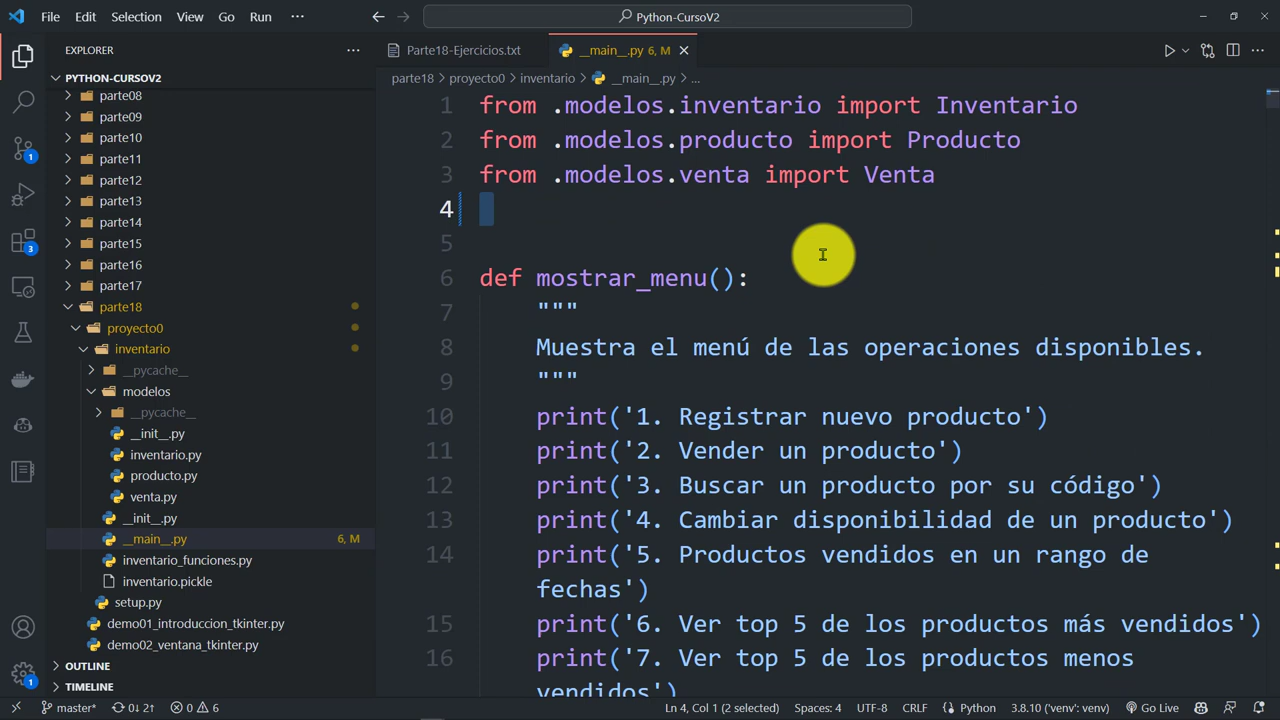 File Edit Selection View Go Run ··· Python-CursoV2
EXPLORER ···
PYTHON-CURSOV2
parte08
parte09
parte10
parte11
parte12
parte13
parte14
parte15
parte16
parte17
parte18
proyecto0
inventario
__pycache__
modelos
__pycache__
__init__.py
inventario.py
producto.py
venta.py
__init__.py
__main__.py 6, M
inventario_funciones.py
inventario.pickle
setup.py
demo01_introduccion_tkinter.py
demo02_ventana_tkinter.py
OUTLINE
TIMELINE
1
3
1
Parte18-Ejercicios.txt __main__.py 6, M
parte18 > proyecto0 > inventario > __main__.py > ...
1 from .modelos.inventario import Inventario
2 from .modelos.producto import Producto
3 from .modelos.venta import Venta
4
5
6 def mostrar_menu():
7 """
8 Muestra el menú de las operaciones disponibles.
9 """
10 print('1. Registrar nuevo producto')
11 print('2. Vender un producto')
12 print('3. Buscar un producto por su código')
13 print('4. Cambiar disponibilidad de un producto')
14 print('5. Productos vendidos en un rango de
fechas')
15 print('6. Ver top 5 de los productos más vendidos')
16 print('7. Ver top 5 de los productos menos
vendidos')
master* 0↓ 2↑ 0 6 Ln 4, Col 1 (2 selected) Spaces: 4 UTF-8 CRLF Python 3.8.10 ('venv': venv) Go Live